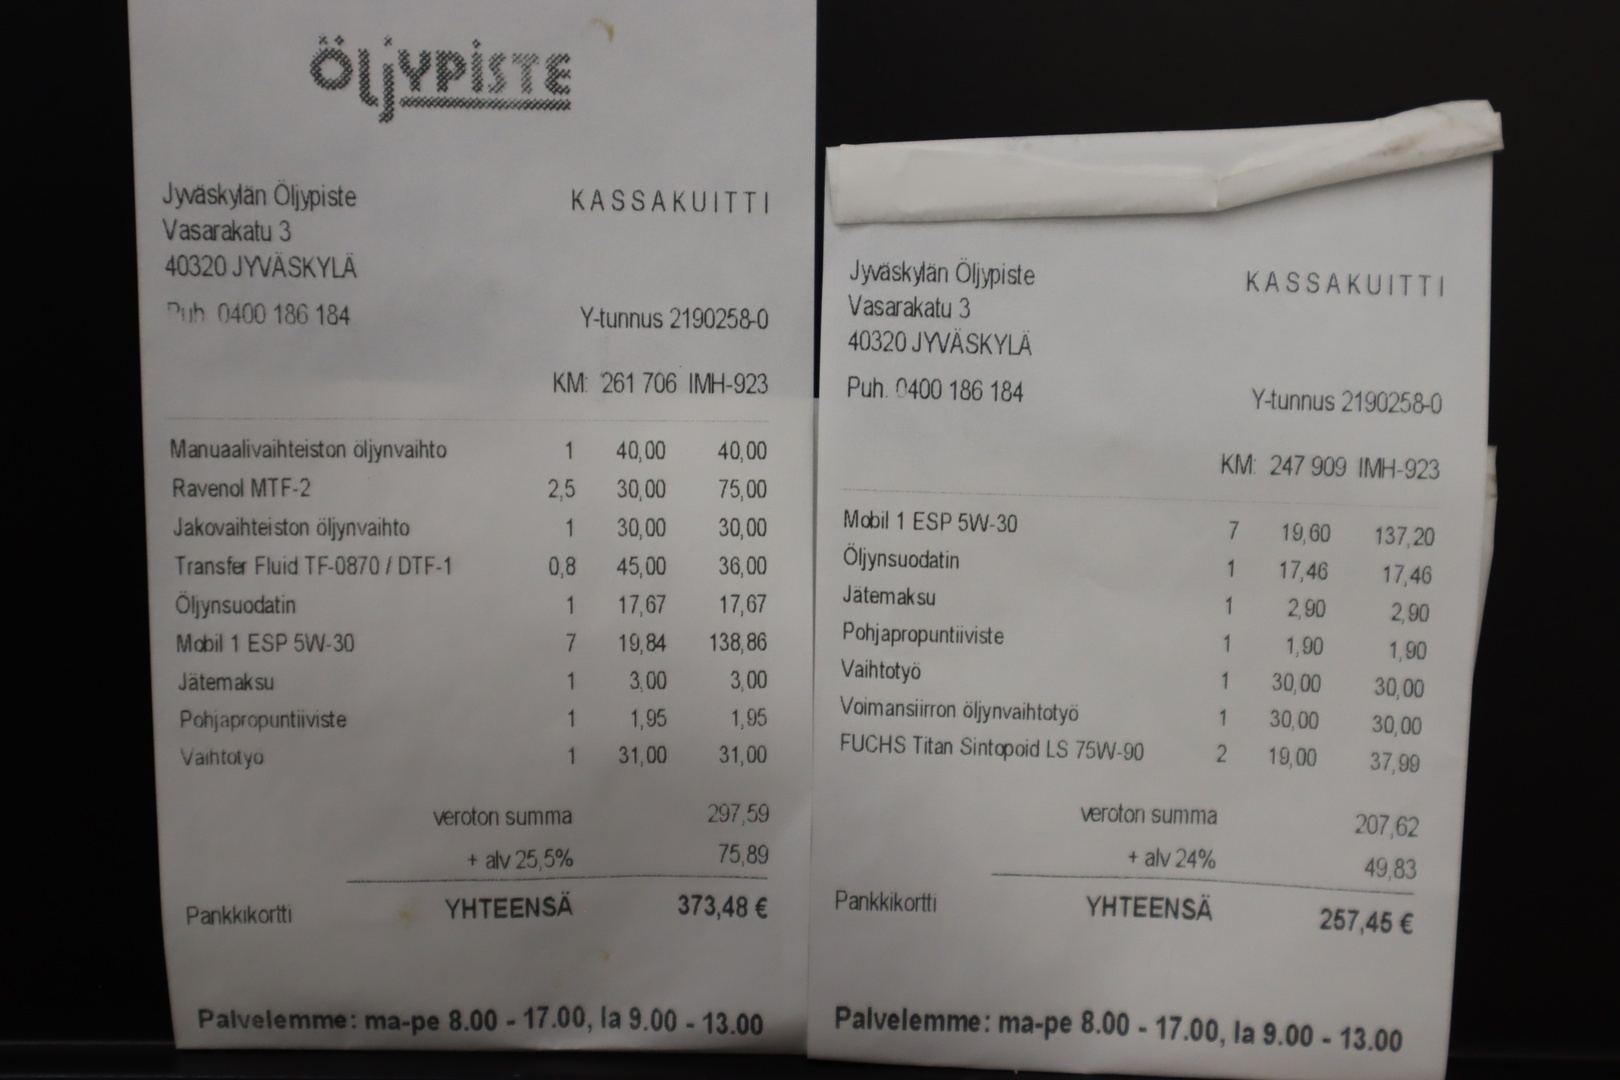 ÖljYPiSTE
Jyväskylän Öljypiste KASSAKUITTI
Vasarakatu 3
40320 JYVÄSKYLÄ
Puh. 0400 186 184 Y-tunnus 2190258-0
KM: 261 706 IMH-923
Manuaalivaihteiston öljynvaihto 1 40,00 40,00
Ravenol MTF-2 2,5 30,00 75,00
Jakovaihteiston öljynvaihto 1 30,00 30,00
Transfer Fluid TF-0870 / DTF-1 0,8 45,00 36,00
Öljynsuodatin 1 17,67 17,67
Mobil 1 ESP 5W-30 7 19,84 138,86
Jätemaksu 1 3,00 3,00
Pohjapropuntiiviste 1 1,95 1,95
Vaihtotyö 1 31,00 31,00
veroton summa 297,59
+ alv 25,5% 75,89
Pankkikortti YHTEENSÄ 373,48 €
Palvelemme: ma-pe 8.00 - 17.00, la 9.00 - 13.00
Jyväskylän Öljypiste KASSAKUITTI
Vasarakatu 3
40320 JYVÄSKYLÄ
Puh. 0400 186 184 Y-tunnus 2190258-0
KM: 247 909 IMH-923
Mobil 1 ESP 5W-30 7 19,60 137,20
Öljynsuodatin 1 17,46 17,46
Jätemaksu 1 2,90 2,90
Pohjapropuntiiviste 1 1,90 1,90
Vaihtotyö 1 30,00 30,00
Voimansiirron öljynvaihtotyö 1 30,00 30,00
FUCHS Titan Sintopoid LS 75W-90 2 19,00 37,99
veroton summa 207,62
+ alv 24% 49,83
Pankkikortti YHTEENSÄ 257,45 €
Palvelemme: ma-pe 8.00 - 17.00, la 9.00 - 13.00